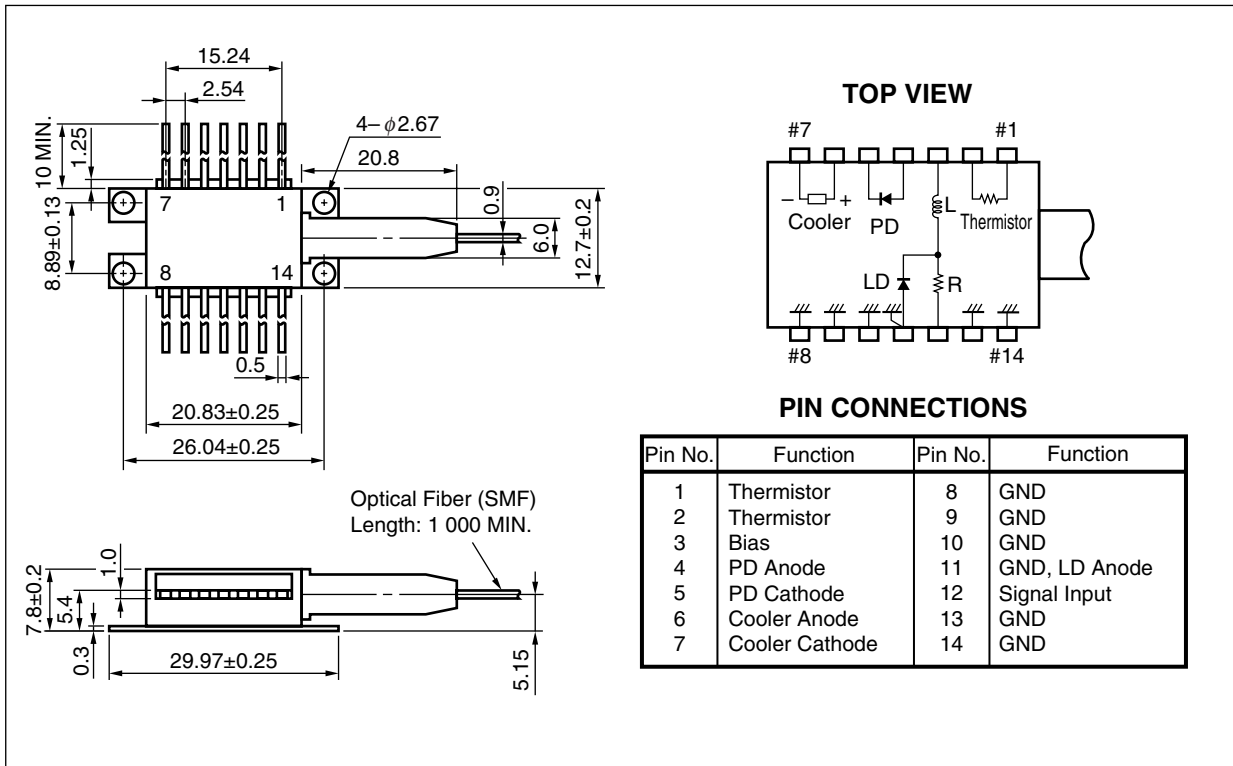 15.24
2.54
10 MIN.
1.25
4–ϕ2.67
20.8
0.9
6.0
12.7±0.2
8.89±0.13
7
1
8
14
0.5
20.83±0.25
26.04±0.25
Optical Fiber (SMF)
Length: 1 000 MIN.
7.8±0.2
5.4
1.0
0.3
29.97±0.25
5.15
TOP VIEW
#7
#1
– +
Cooler
PD
L
Thermistor
LD
R
#8
#14
PIN CONNECTIONS
Pin No. Function Pin No. Function
1 Thermistor 8 GND
2 Thermistor 9 GND
3 Bias 10 GND
4 PD Anode 11 GND, LD Anode
5 PD Cathode 12 Signal Input
6 Cooler Anode 13 GND
7 Cooler Cathode 14 GND